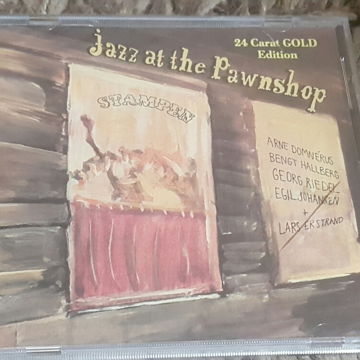 jazz at the Pawnshop
24 Carat GOLD
Edition
STAMPEN
ARNE DOMNÉRUS
BENGT HALLBERG
GEORG RIEDEL
EGIL JOHANSEN
+
LARS ERSTRAND